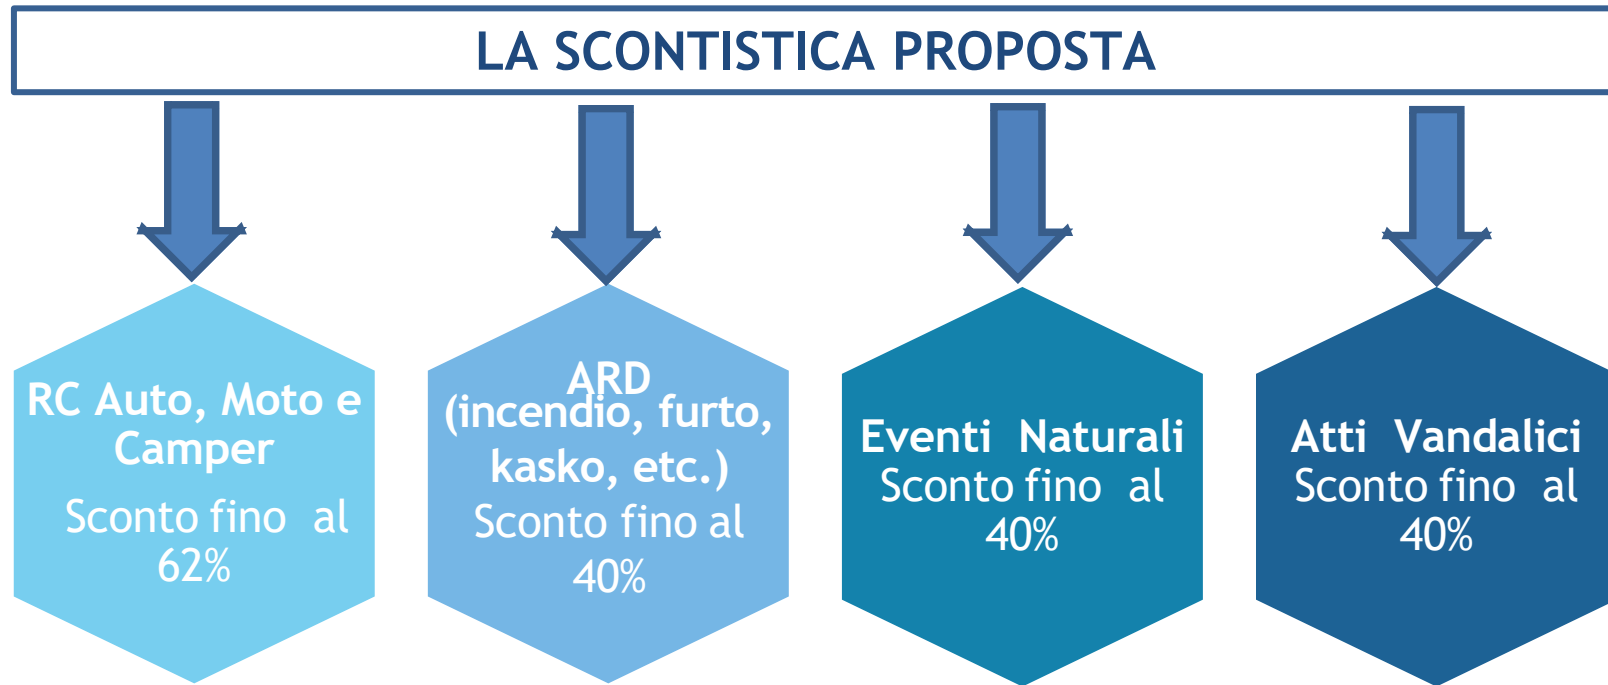 LA SCONTISTICA PROPOSTA
RC Auto, Moto e
Camper
Sconto fino al
62%
ARD
(incendio, furto,
kasko, etc.)
Sconto fino al
40%
Eventi Naturali
Sconto fino al
40%
Atti Vandalici
Sconto fino al
40%